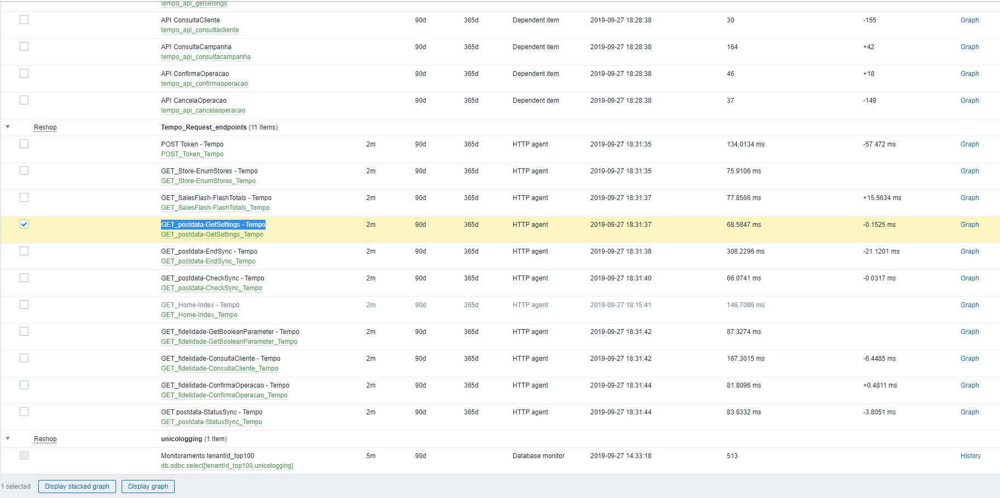 tempo_api_getsettings
API ConsultaCliente 90d 365d Dependent item 2019-09-27 18:28:38 30 -155 Graph
tempo_api_consultacliente
API ConsultaCampanha 90d 365d Dependent item 2019-09-27 18:28:38 164 +42 Graph
tempo_api_consultacampanha
API ConfirmaOperacao 90d 365d Dependent item 2019-09-27 18:28:38 46 +18 Graph
tempo_api_confirmaoperacao
API CancelaOperacao 90d 365d Dependent item 2019-09-27 18:28:38 37 -149 Graph
tempo_api_cancelaoperacao
Reshop Tempo_Request_endpoints (11 Items)
POST Token - Tempo 2m 90d 365d HTTP agent 2019-09-27 18:31:35 134.0134 ms -57.472 ms Graph
POST_Token_Tempo
GET_Store-EnumStores - Tempo 2m 90d 365d HTTP agent 2019-09-27 18:31:35 75.9106 ms Graph
GET_Store-EnumStores_Tempo
GET_SalesFlash-FlashTotals - Tempo 2m 90d 365d HTTP agent 2019-09-27 18:31:37 77.8566 ms +15.5634 ms Graph
GET_SalesFlash-FlashTotals_Tempo
GET_postdata-GetSettings - Tempo 2m 90d 365d HTTP agent 2019-09-27 18:31:37 68.5847 ms -0.1525 ms Graph
GET_postdata-GetSettings_Tempo
GET_postdata-EndSync - Tempo 2m 90d 365d HTTP agent 2019-09-27 18:31:38 308.2296 ms -21.1201 ms Graph
GET_postdata-EndSync_Tempo
GET_postdata-CheckSync - Tempo 2m 90d 365d HTTP agent 2019-09-27 18:31:40 66.0741 ms -0.0317 ms Graph
GET_postdata-CheckSync_Tempo
GET_Home-Index - Tempo 2m 90d 365d HTTP agent 2019-09-27 18:15:41 146.7086 ms Graph
GET_Home-Index_Tempo
GET_fidelidade-GetBooleanParameter - Tempo 2m 90d 365d HTTP agent 2019-09-27 18:31:42 87.3274 ms Graph
GET_fidelidade-GetBooleanParameter_Tempo
GET_fidelidade-ConsultaCliente - Tempo 2m 90d 365d HTTP agent 2019-09-27 18:31:42 167.3015 ms -6.4485 ms Graph
GET_fidelidade-ConsultaCliente_Tempo
GET_fidelidade-ConfirmaOperacao - Tempo 2m 90d 365d HTTP agent 2019-09-27 18:31:44 81.8096 ms +0.4811 ms Graph
GET_fidelidade-ConfirmaOperacao_Tempo
GET postdata-StatusSync - Tempo 2m 90d 365d HTTP agent 2019-09-27 18:31:44 83.6332 ms -3.8051 ms Graph
GET_postdata-StatusSync_Tempo
Reshop unicologging (1 Item)
Monitoramento tenantId_top100 5m 90d Database monitor 2019-09-27 14:33:18 513 History
db.odbc.select[tenantId_top100,unicologging]
1 selected Display stacked graph Display graph